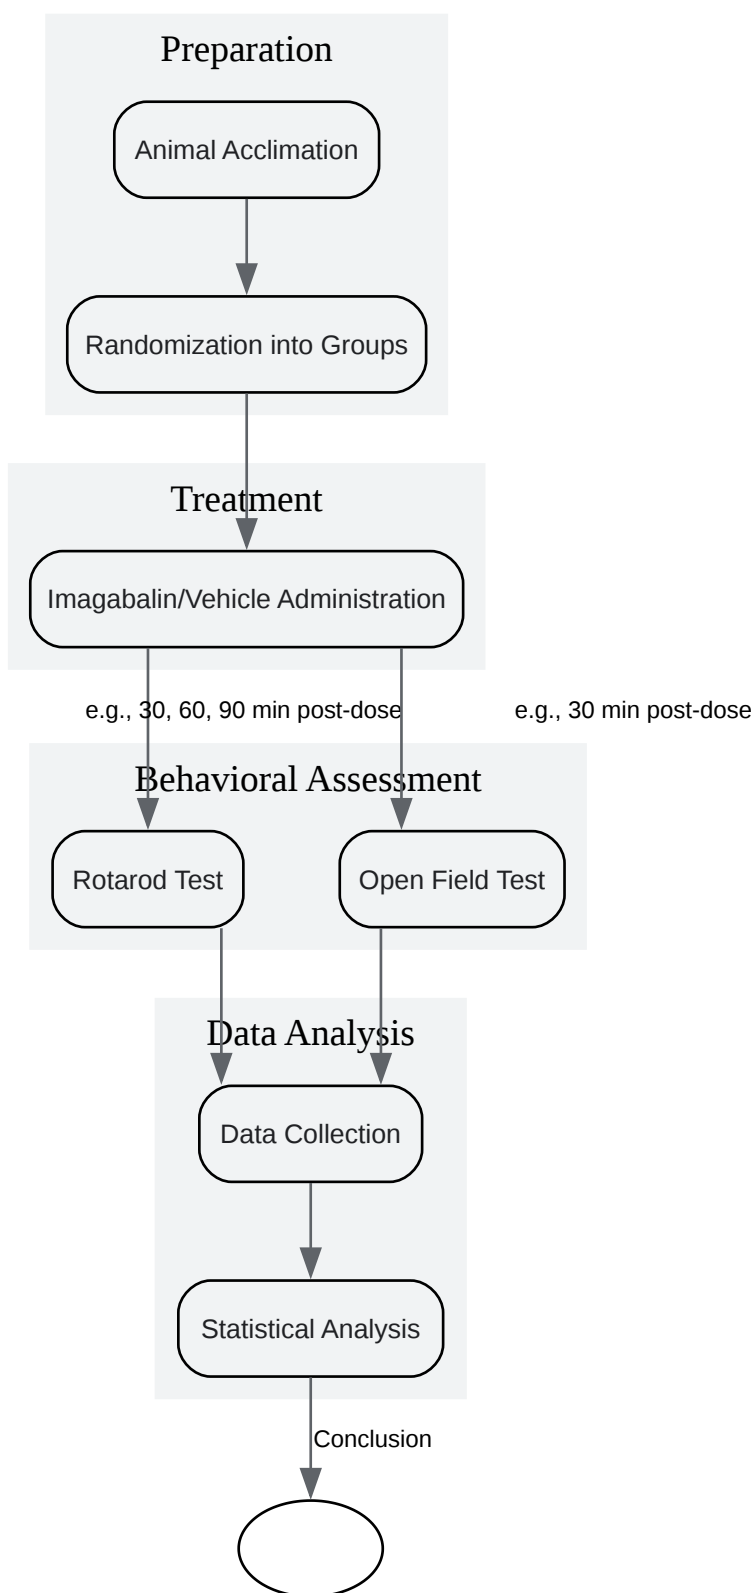 Preparation
Animal Acclimation
Randomization into Groups
Treatment
Imagabalin/Vehicle Administration
e.g., 30, 60, 90 min post-dose
e.g., 30 min post-dose
Behavioral Assessment
Rotarod Test
Open Field Test
Data Analysis
Data Collection
Statistical Analysis
Conclusion